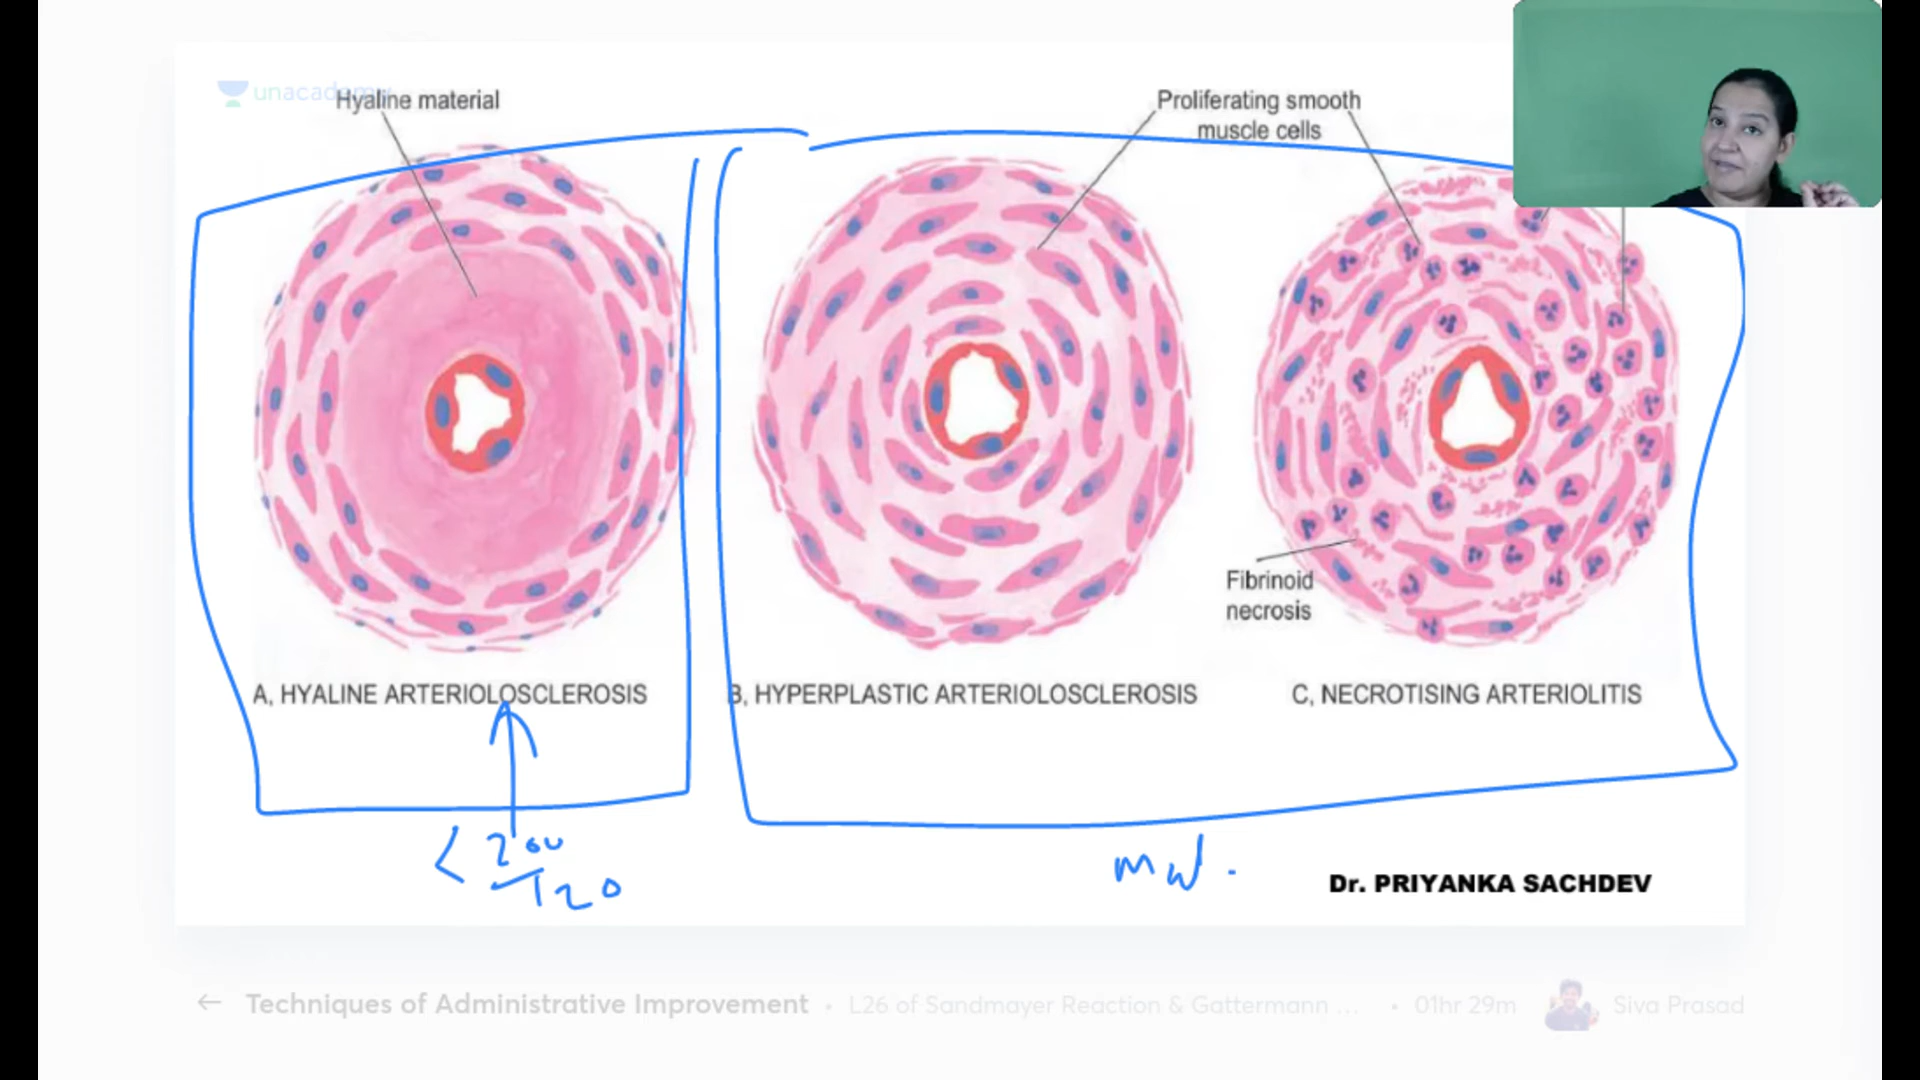 unacademy
Hyaline material
Proliferating smooth
muscle cells
Fibrinoid
necrosis
A, HYALINE ARTERIOLOSCLEROSIS
B, HYPERPLASTIC ARTERIOLOSCLEROSIS
C, NECROTISING ARTERIOLITIS
< 200
120
Dr. PRIYANKA SACHDEV
← Techniques of Administrative Improvement • L26 of Sandmayer Reaction & Gattermann ... • 01hr 29m Siva Prasad